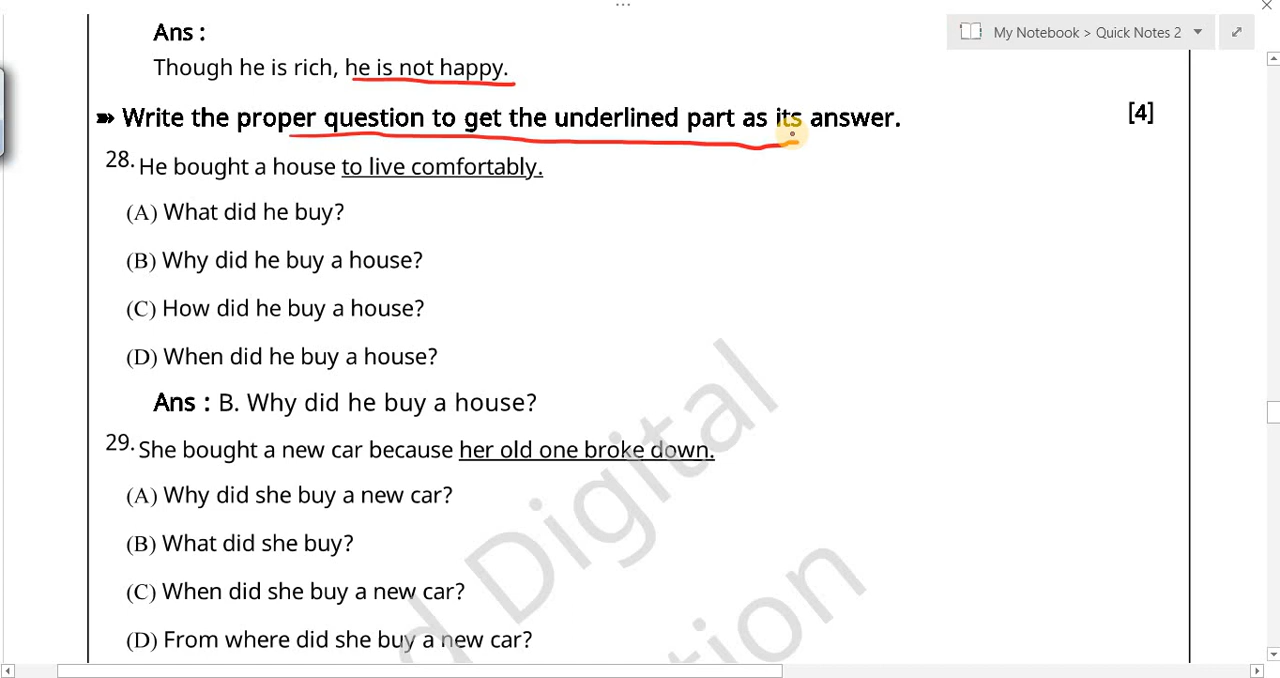 ...
My Notebook > Quick Notes 2
Ans :
Though he is rich, he is not happy.
➽ Write the proper question to get the underlined part as its answer. [4]
28. He bought a house to live comfortably.
(A) What did he buy?
(B) Why did he buy a house?
(C) How did he buy a house?
(D) When did he buy a house?
Ans : B. Why did he buy a house?
29. She bought a new car because her old one broke down.
(A) Why did she buy a new car?
(B) What did she buy?
(C) When did she buy a new car?
(D) From where did she buy a new car?
Digital